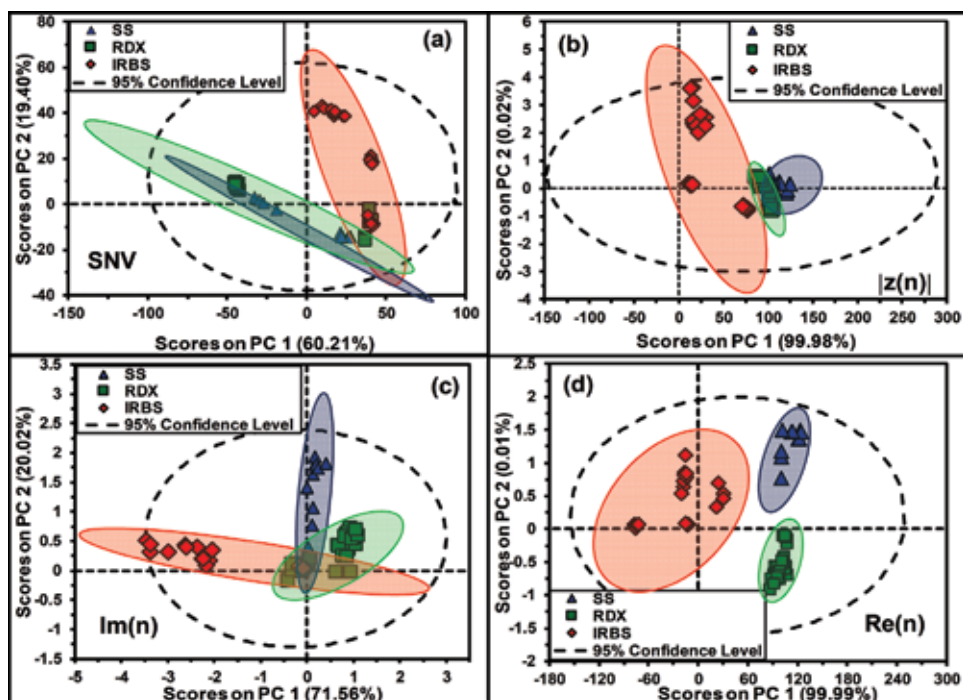 (a)
SS
RDX
IRBS
95% Confidence Level
Scores on PC 2 (19.40%)
80
60
40
20
0
-20
-40
SNV
-150
-100
-50
0
50
100
Scores on PC 1 (60.21%)
(b)
SS
RDX
IRBS
95% Confidence Level
Scores on PC 2 (0.02%)
6
5
4
3
2
1
0
-1
-2
-3
-4
|z(n)|
-150
-100
-50
0
50
100
150
200
250
300
Scores on PC 1 (99.98%)
(c)
SS
RDX
IRBS
95% Confidence Level
Scores on PC 2 (20.02%)
3.5
3
2.5
2
1.5
1
0.5
0
-0.5
-1
-1.5
Im(n)
-5
-4
-3
-2
-1
0
1
2
3
Scores on PC 1 (71.56%)
(d)
Scores on PC 2 (0.01%)
2
1.5
1
0.5
0
-0.5
-1
-1.5
-2
SS
RDX
IRBS
95% Confidence Level
Re(n)
-180
-120
-60
0
60
120
180
240
300
Scores on PC 1 (99.99%)